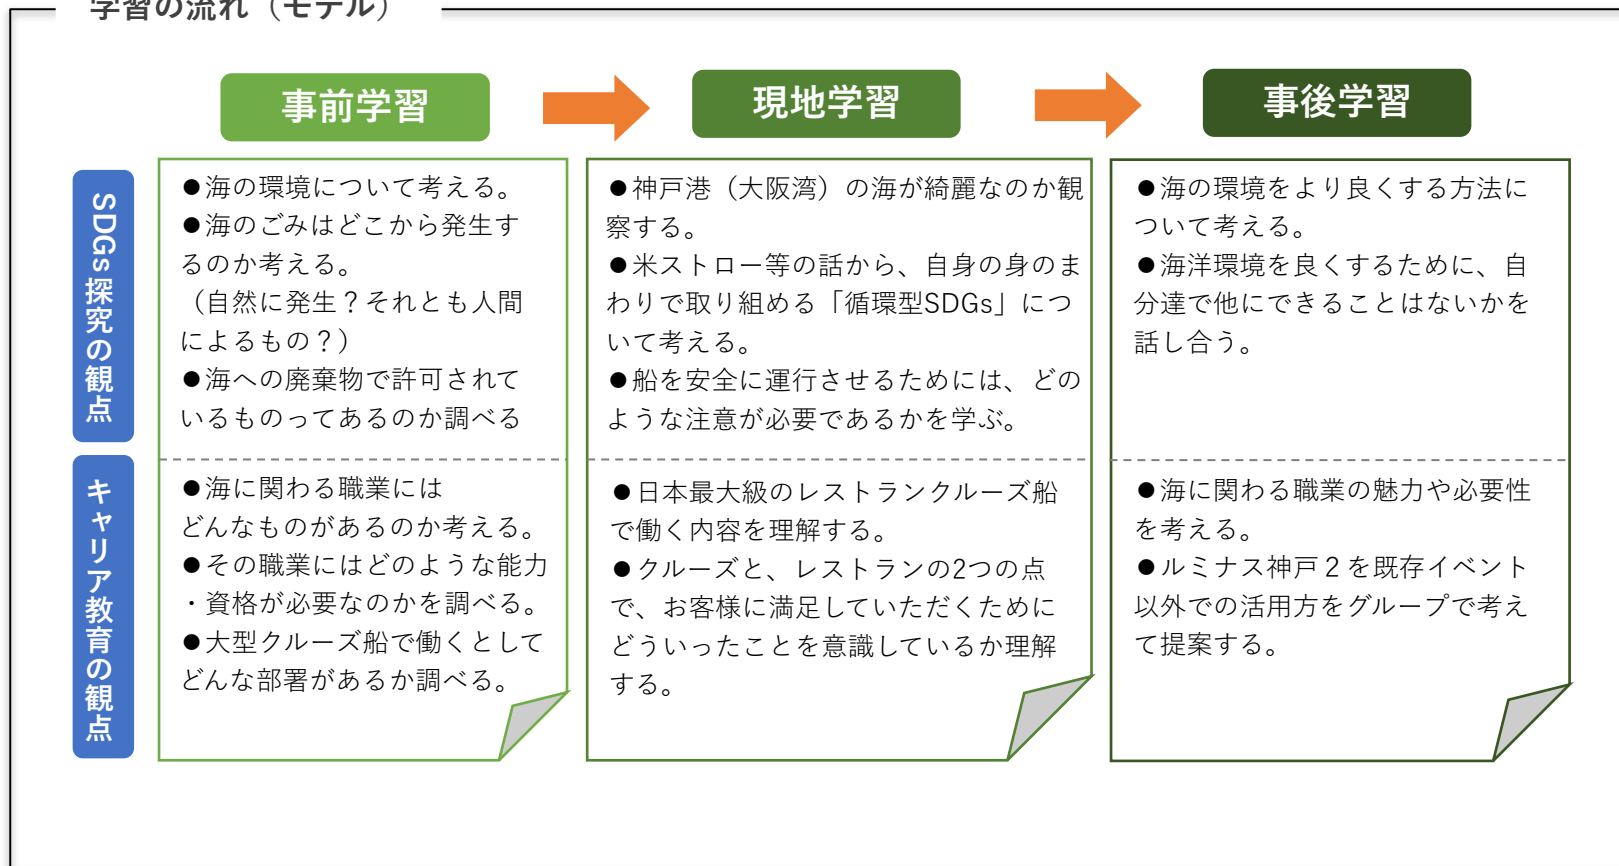 学習の流れ（モデル）
事前学習
現地学習
事後学習
SDGs探究の観点
●海の環境について考える。
●海のごみはどこから発生す
るのか考える。
（自然に発生？それとも人間
によるもの？）
●海への廃棄物で許可されて
いるものってあるのか調べる
●神戸港（大阪湾）の海が綺麗なのか観
察する。
●米ストロー等の話から、自身の身のま
わりで取り組める「循環型SDGs」につ
いて考える。
●船を安全に運行させるためには、どの
ような注意が必要であるかを学ぶ。
●海の環境をより良くする方法に
ついて考える。
●海洋環境を良くするために、自
分達で他にできることはないかを
話し合う。
キャリア教育の観点
●海に関わる職業には
どんなものがあるのか考える。
●その職業にはどのような能力
・資格が必要なのかを調べる。
●大型クルーズ船で働くとして
どんな部署があるか調べる。
●日本最大級のレストランクルーズ船
で働く内容を理解する。
●クルーズと、レストランの2つの点
で、お客様に満足していただくために
どういったことを意識しているか理解
する。
●海に関わる職業の魅力や必要性
を考える。
●ルミナス神戸２を既存イベント
以外での活用方をグループで考え
て提案する。